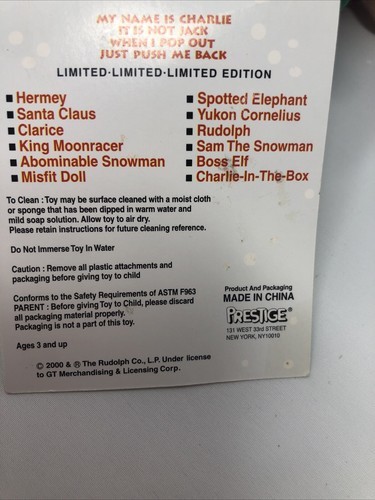 MY NAME IS CHARLIE
IT IS NOT JACK
WHEN I POP OUT
JUST PUSH ME BACK
LIMITED·LIMITED·LIMITED EDITION
■ Hermey
■ Santa Claus
■ Clarice
■ King Moonracer
■ Abominable Snowman
■ Misfit Doll
■ Spotted Elephant
■ Yukon Cornelius
■ Rudolph
■ Sam The Snowman
■ Boss Elf
■ Charlie-In-The-Box
To Clean : Toy may be surface cleaned with a moist cloth
or sponge that has been dipped in warm water and
mild soap solution. Allow toy to air dry.
Please retain instructions for future cleaning reference.
Do Not Immerse Toy In Water
Caution : Remove all plastic attachments and
packaging before giving toy to child
Conforms to the Safety Requirements of ASTM F963
PARENT : Before giving Toy to Child, please discard
all packaging material properly.
Packaging is not a part of this toy.
Ages 3 and up
© 2000 & ® The Rudolph Co., L.P. Under license
to GT Merchandising & Licensing Corp.
Product And Packaging
MADE IN CHINA
PRESTIGE
131 WEST 33rd STREET
NEW YORK, NY10010